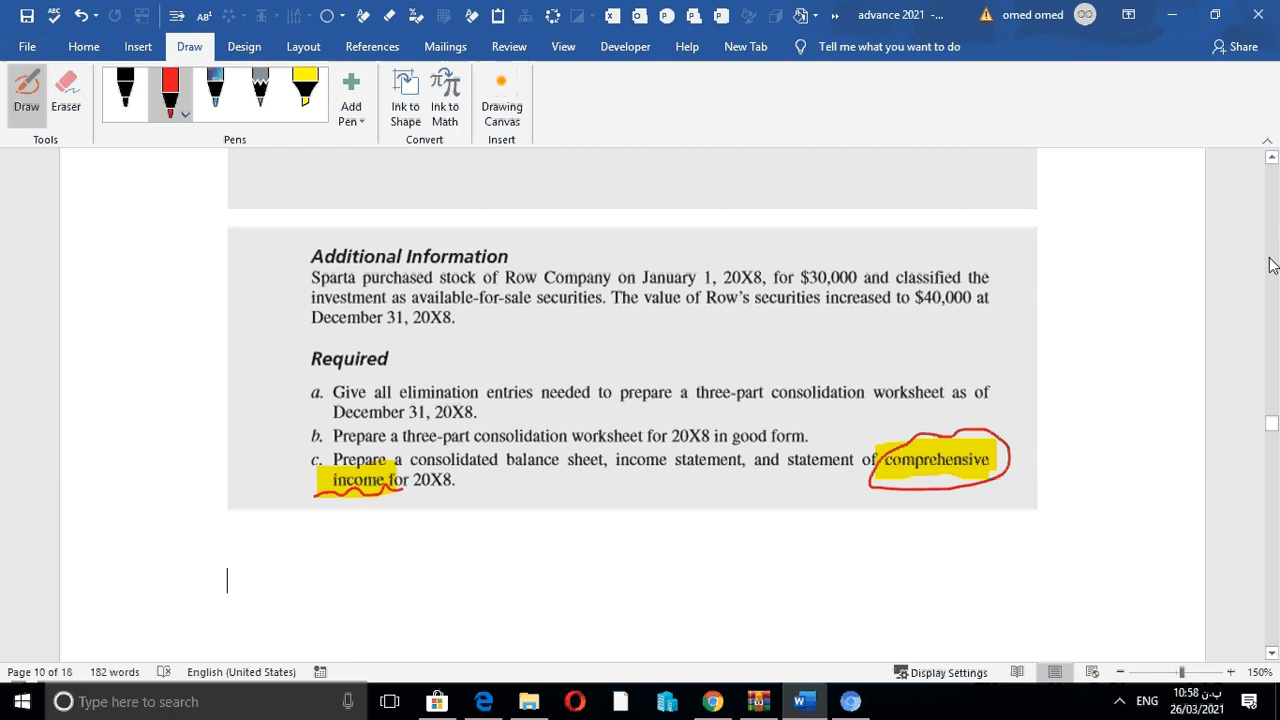 advance 2021 -...
omed omed
File Home Insert Draw Design Layout References Mailings Review View Developer Help New Tab Tell me what you want to do Share
Draw Eraser Add Pen Ink to Shape Ink to Math Drawing Canvas
Tools Pens Convert Insert
Additional Information
Sparta purchased stock of Row Company on January 1, 20X8, for $30,000 and classified the
investment as available-for-sale securities. The value of Row's securities increased to $40,000 at
December 31, 20X8.
Required
a. Give all elimination entries needed to prepare a three-part consolidation worksheet as of
December 31, 20X8.
b. Prepare a three-part consolidation worksheet for 20X8 in good form.
c. Prepare a consolidated balance sheet, income statement, and statement of comprehensive
income for 20X8.
Page 10 of 18 182 words English (United States) Display Settings 150%
Type here to search ENG 10:58 ب.ن
26/03/2021